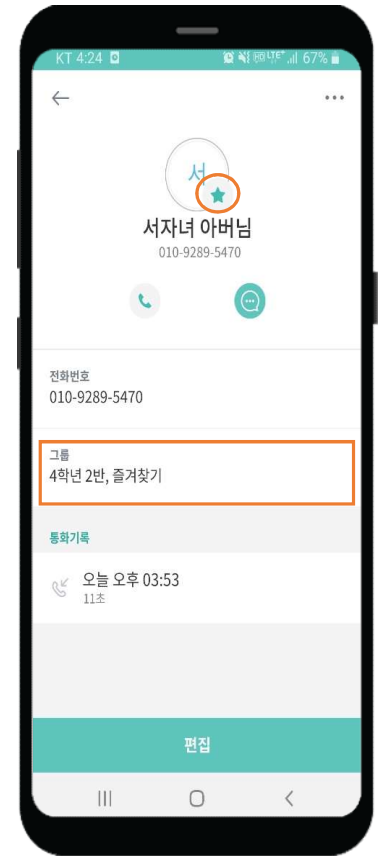 KT 4:24 67%
서
서자녀 아버님
010-9289-5470
전화번호
010-9289-5470
그룹
4학년 2반, 즐겨찾기
통화기록
오늘 오후 03:53
11초
편집